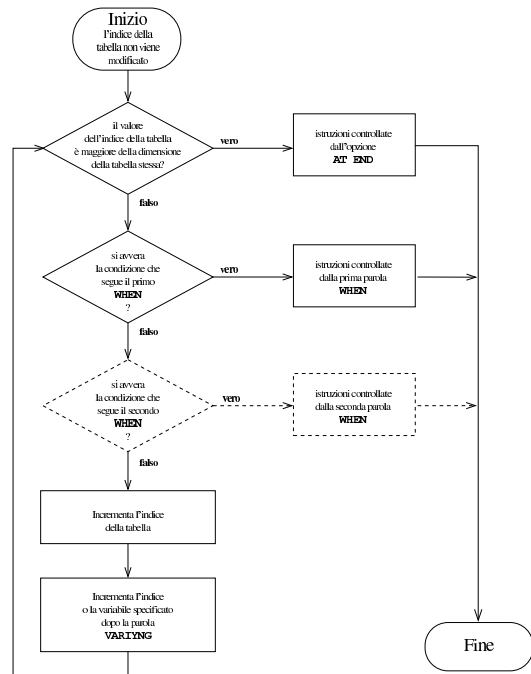 Inizio
l'indice della
tabella non viene
modificato
il valore
dell'indice della tabella
è maggiore della dimensione
della tabella stessa?
vero
istruzioni controllate
dall'opzione
AT END
falso
si avvera
la condizione che
segue il primo
WHEN
?
vero
istruzioni controllate
dalla prima parola
WHEN
falso
si avvera
la condizione che
segue il secondo
WHEN
?
vero
istruzioni controllate
dalla seconda parola
WHEN
falso
Incrementa l'indice
della tabella
Incrementa l'indice
o la variabile specificato
dopo la parola
VARIYNG
Fine